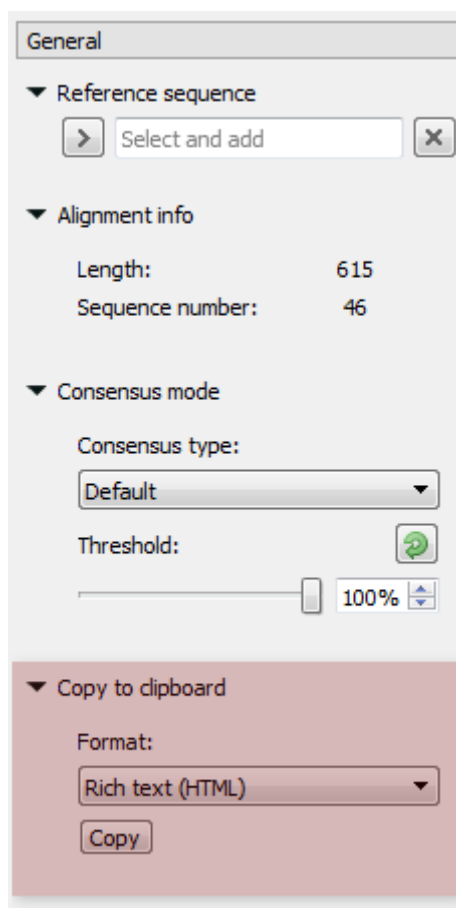 General
Reference sequence
Select and add
Alignment info
Length: 615
Sequence number: 46
Consensus mode
Consensus type:
Default
Threshold:
100%
Copy to clipboard
Format:
Rich text (HTML)
Copy